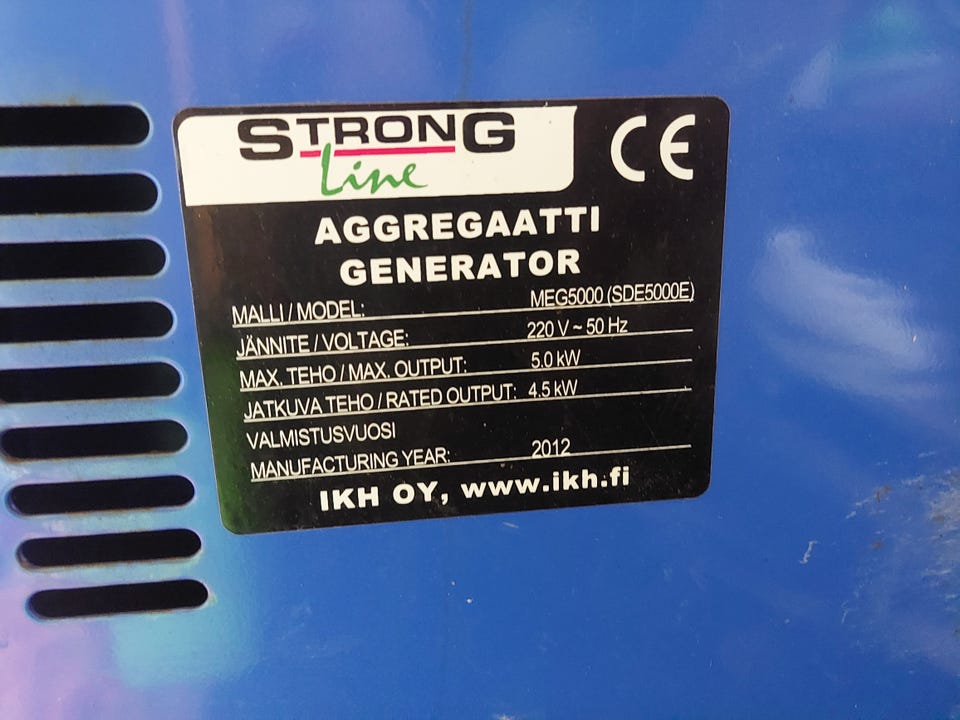 STRONG
Line
CE
AGGREGAATTI
GENERATOR
MALLI / MODEL: MEG5000 (SDE5000E)
JÄNNITE / VOLTAGE: 220 V ~ 50 Hz
MAX. TEHO / MAX. OUTPUT: 5.0 kW
JATKUVA TEHO / RATED OUTPUT: 4.5 kW
VALMISTUSVUOSI
MANUFACTURING YEAR: 2012
IKH OY, www.ikh.fi